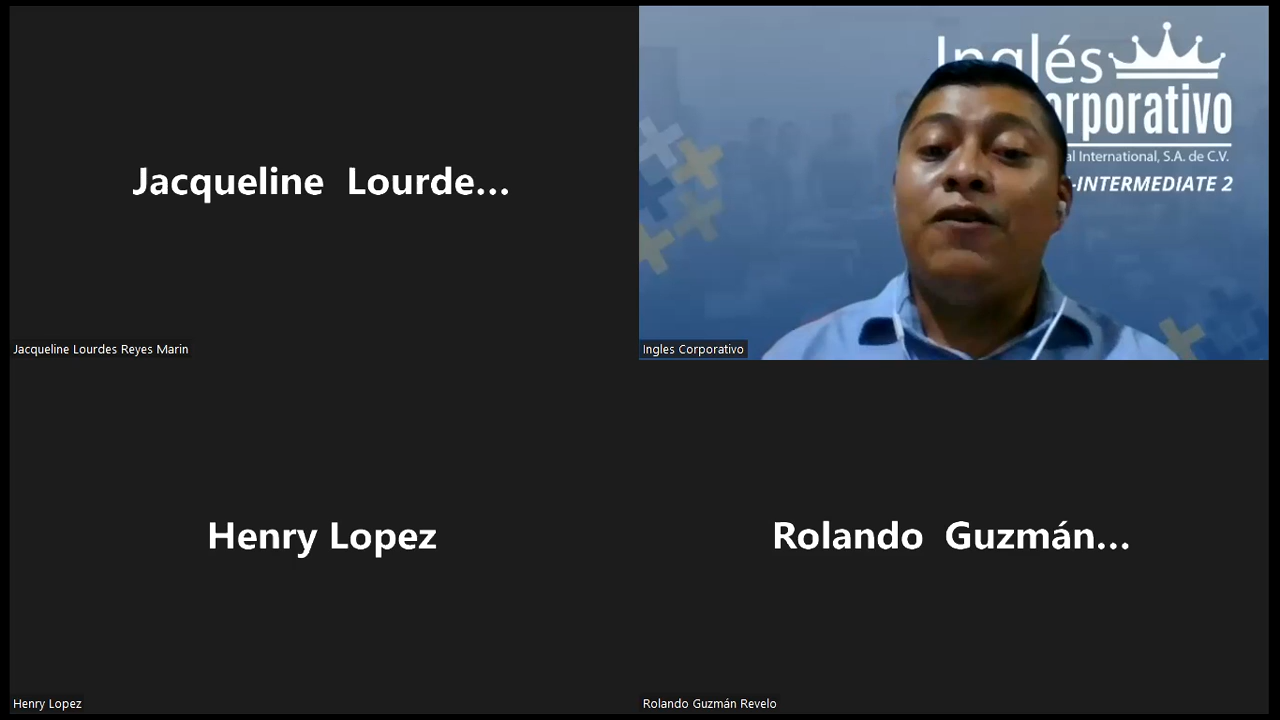 Jacqueline Lourde...
Jacqueline Lourdes Reyes Marin
Inglés
orporativo
al International, S.A. de C.V.
-INTERMEDIATE 2
Ingles Corporativo
Henry Lopez
Henry Lopez
Rolando Guzmán...
Rolando Guzmán Revelo